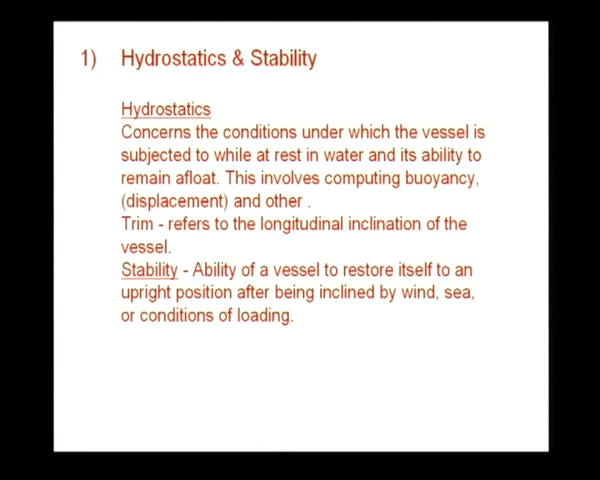 1) Hydrostatics & Stability
Hydrostatics
Concerns the conditions under which the vessel is
subjected to while at rest in water and its ability to
remain afloat. This involves computing buoyancy,
(displacement) and other .
Trim - refers to the longitudinal inclination of the
vessel.
Stability - Ability of a vessel to restore itself to an
upright position after being inclined by wind, sea,
or conditions of loading.